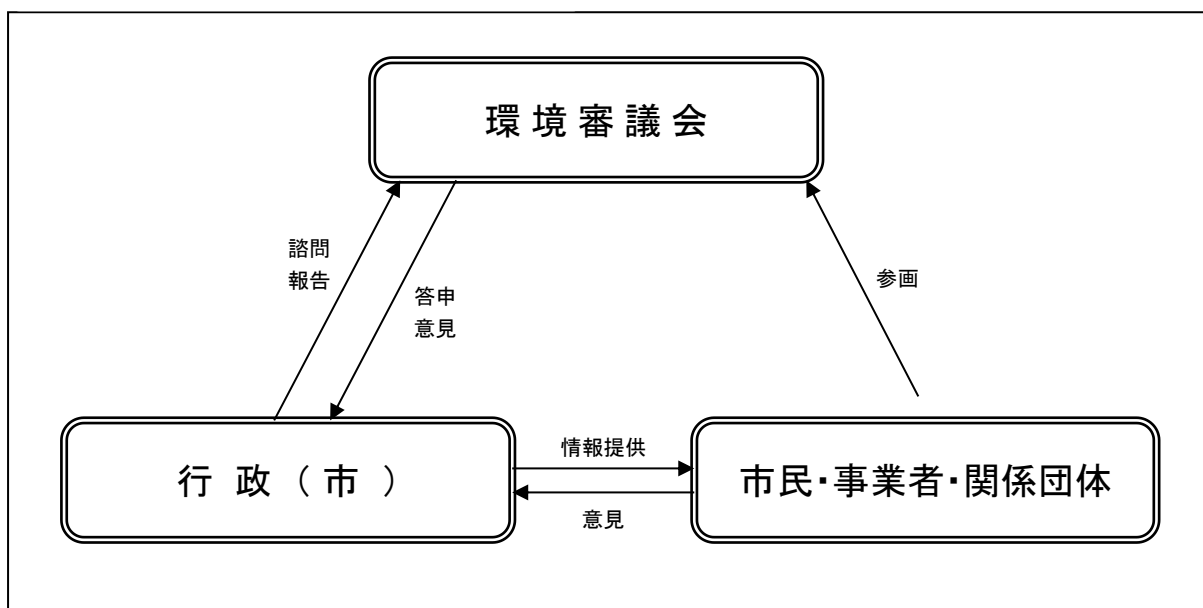 環境審議会
諮問
報告
答申
意見
参画
行政（市）
情報提供
意見
市民・事業者・関係団体